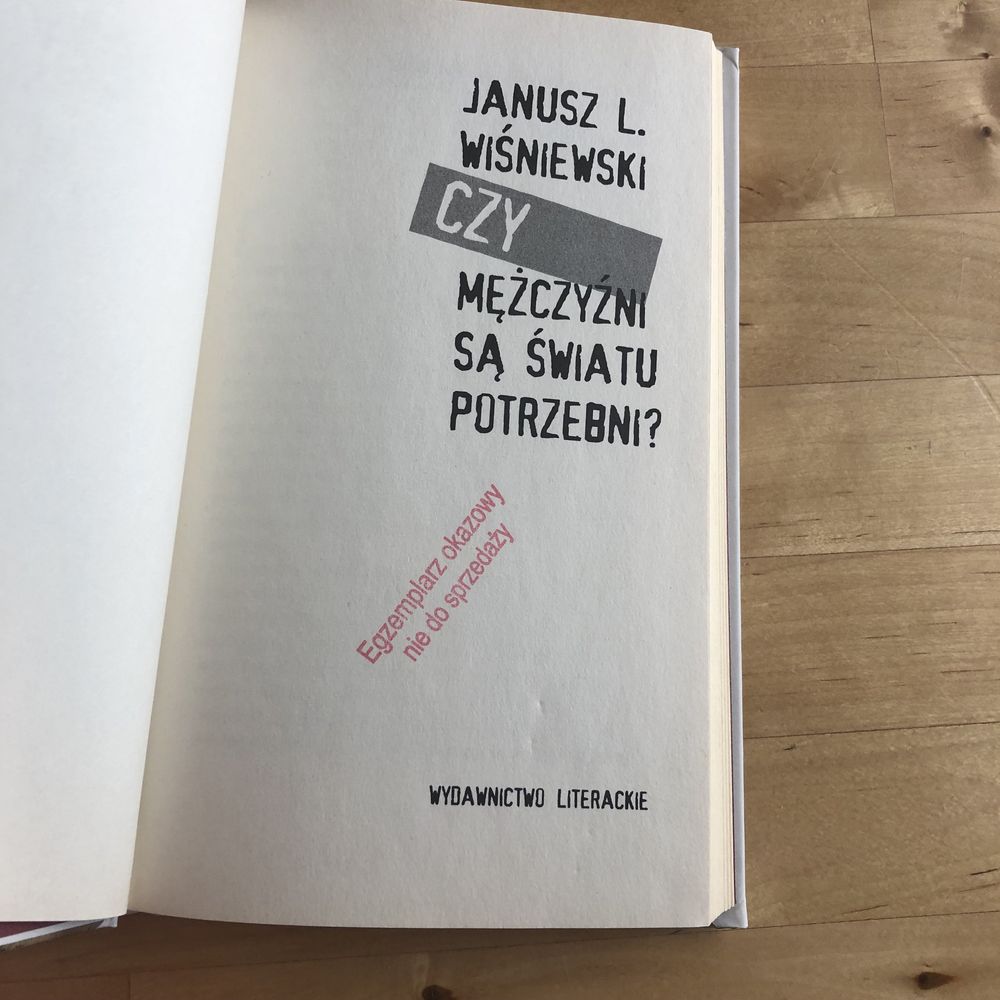 JANUSZ L.
WIŚNIEWSKI
CZY
MĘŻCZYŹNI
SĄ ŚWIATU
POTRZEBNI?
Egzemplarz okazowy
nie do sprzedaży
WYDAWNICTWO LITERACKIE